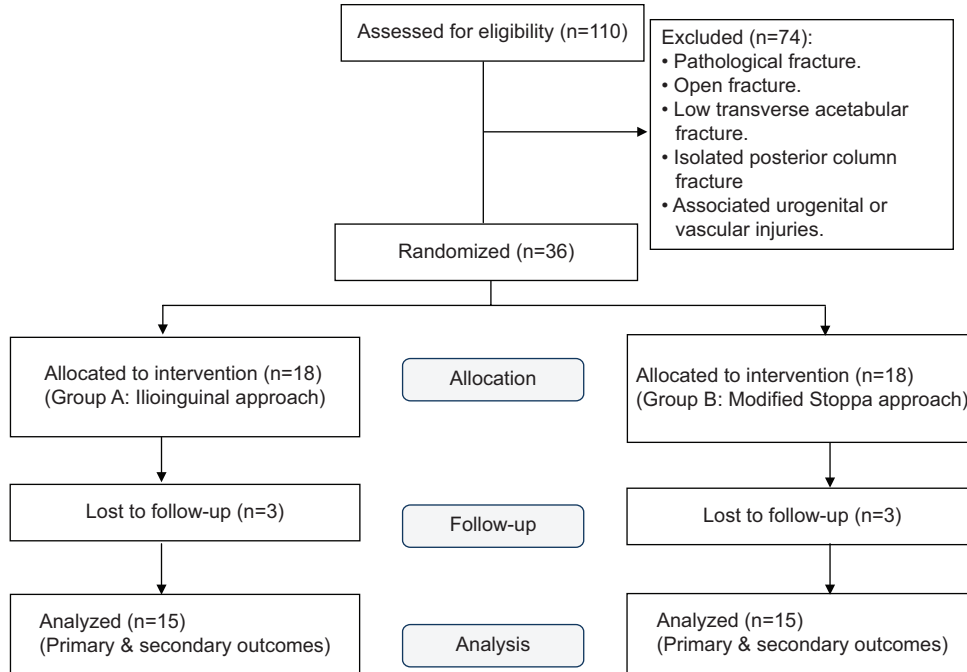 Assessed for eligibility (n=110)
Excluded (n=74):
• Pathological fracture.
• Open fracture.
• Low transverse acetabular
fracture.
• Isolated posterior column
fracture
• Associated urogenital or
vascular injuries.
Randomized (n=36)
Allocated to intervention (n=18)
(Group A: Ilioinguinal approach)
Allocation
Allocated to intervention (n=18)
(Group B: Modified Stoppa approach)
Lost to follow-up (n=3)
Follow-up
Lost to follow-up (n=3)
Analyzed (n=15)
(Primary & secondary outcomes)
Analysis
Analyzed (n=15)
(Primary & secondary outcomes)